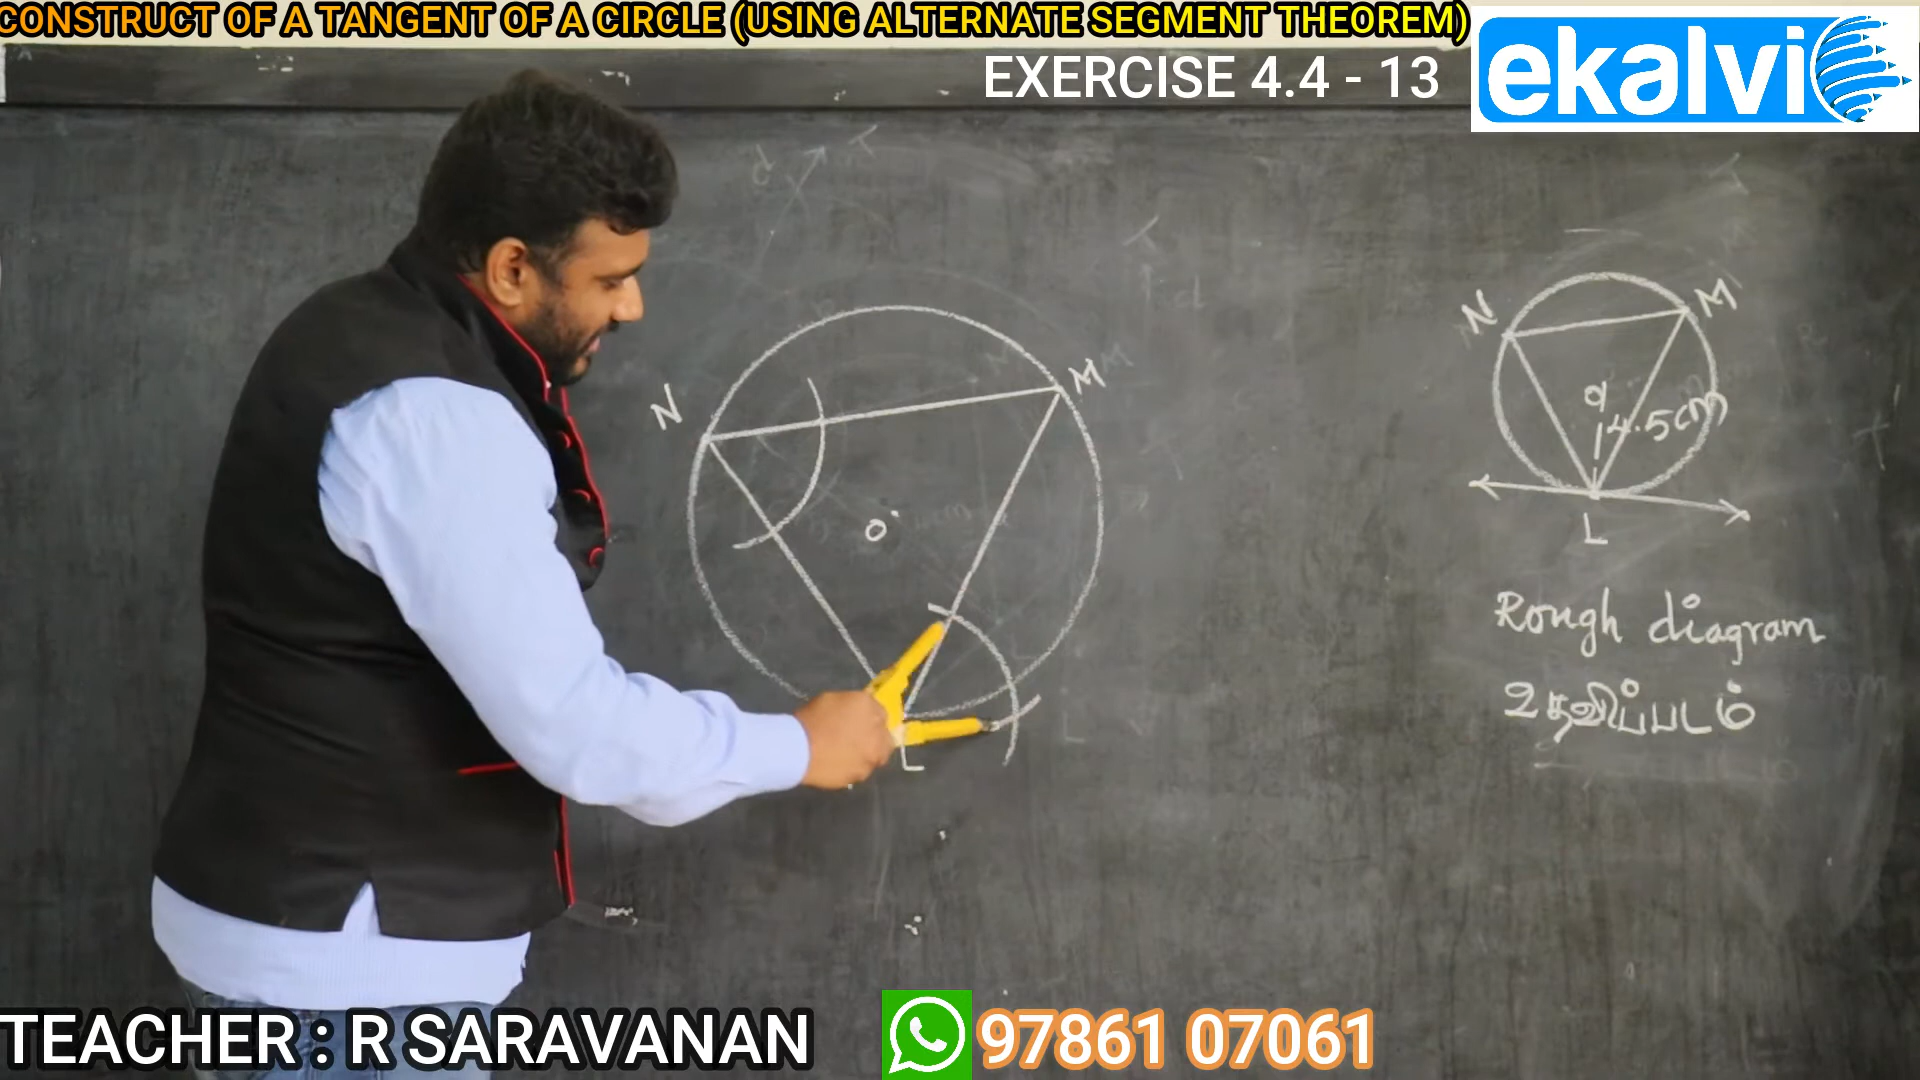 CONSTRUCT OF A TANGENT OF A CIRCLE (USING ALTERNATE SEGMENT THEOREM)
EXERCISE 4.4 - 13
ekalvi
N
M
O
L
N
M
O
4.5cm
L
Rough diagram
உதவிப்படம்
TEACHER : R SARAVANAN
97861 07061